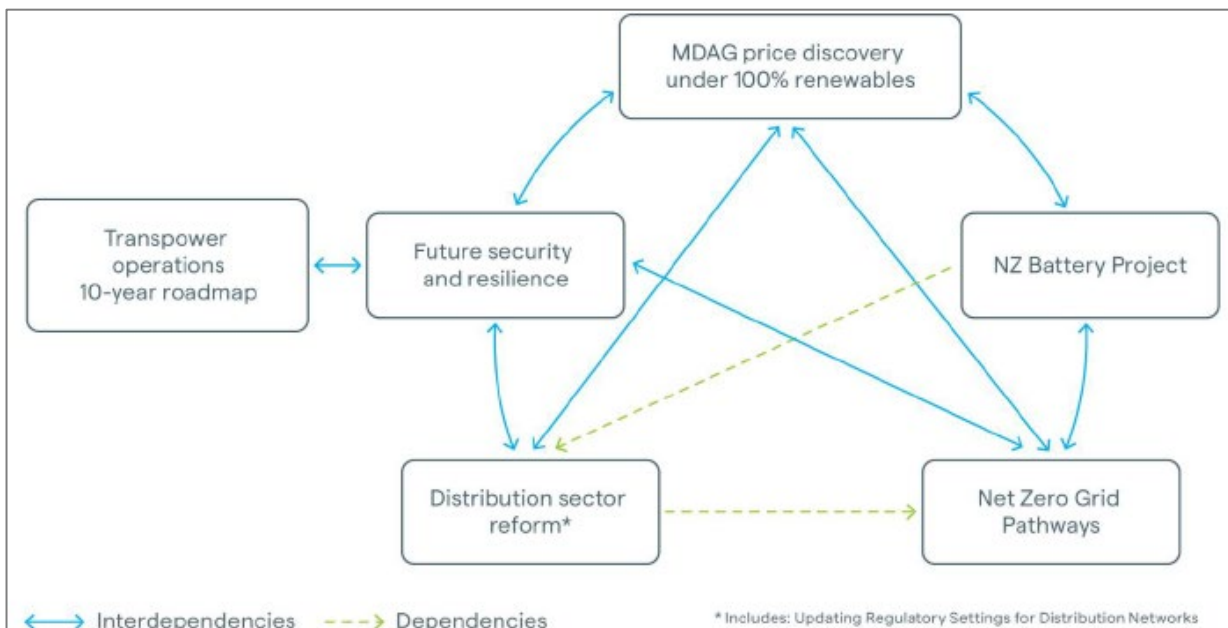 MDAG price discovery
under 100% renewables
Transpower
operations
10-year roadmap
Future security
and resilience
NZ Battery Project
Distribution sector
reform*
Net Zero Grid
Pathways
Interdependencies
Dependencies
* Includes: Updating Regulatory Settings for Distribution Networks